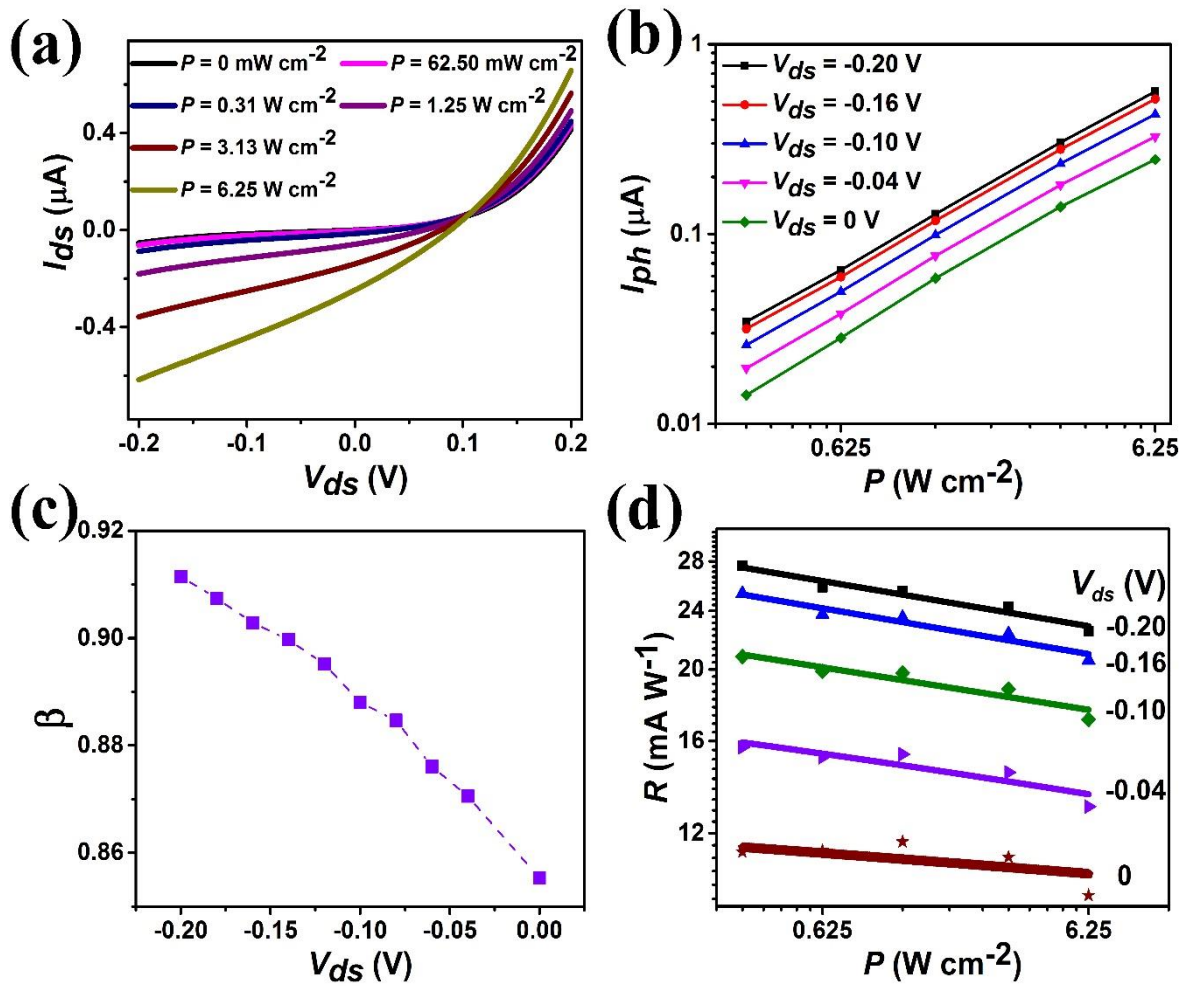 (a)
P = 0 mW cm-2
P = 62.50 mW cm-2
P = 0.31 W cm-2
P = 1.25 W cm-2
P = 3.13 W cm-2
P = 6.25 W cm-2
0.4
0.0
-0.4
Ids (μA)
-0.2
-0.1
0.0
0.1
0.2
Vds (V)
(b)
Vds = -0.20 V
Vds = -0.16 V
Vds = -0.10 V
Vds = -0.04 V
Vds = 0 V
1
0.1
0.01
Iph (μA)
0.625
6.25
P (W cm-2)
(c)
0.92
0.90
0.88
0.86
β
-0.20
-0.15
-0.10
-0.05
0.00
Vds (V)
(d)
28
24
20
16
12
R (mA W-1)
Vds (V)
-0.20
-0.16
-0.10
-0.04
0
0.625
6.25
P (W cm-2)